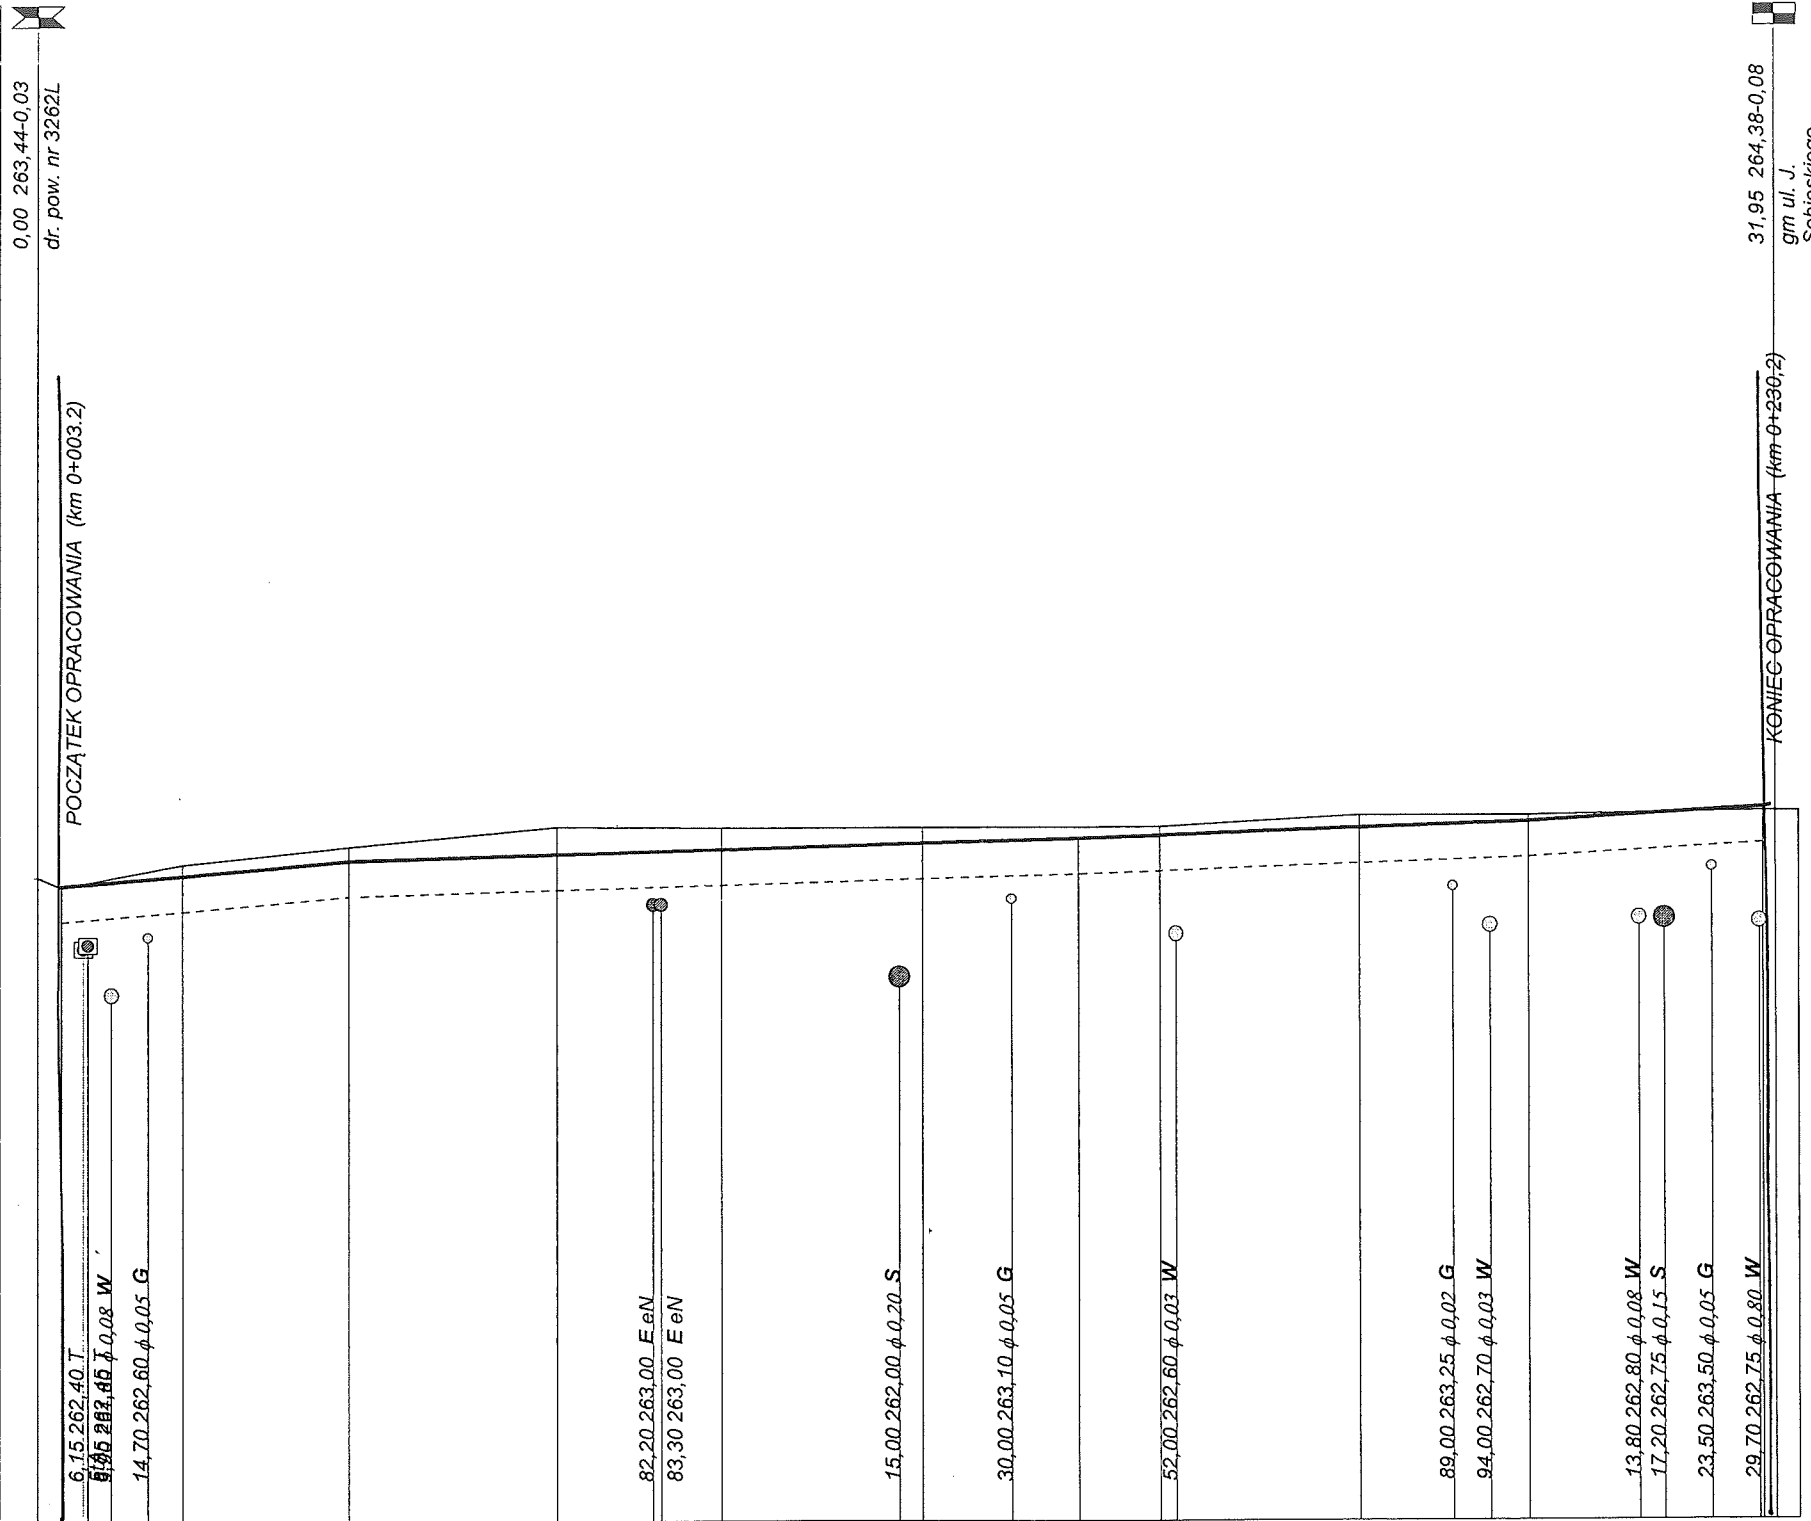 0,00 263,44-0,03
dr. pow. nr 3262L
31,95 264,38-0,08
gm ul. J.
Sobieskiego
POCZĄTEK OPRACOWANIA (km 0+003.2)
KONIEC OPRACOWANIA (km 0+230,2)
6,15 262,40 T
ϕ 0,08 W
14,70 262,60 ϕ 0,05 G
82,20 263,00 E eN
83,30 263,00 E eN
15,00 262,00 ϕ 0,20 S
30,00 263,10 ϕ 0,05 G
52,00 262,60 ϕ 0,03 W
89,00 263,25 ϕ 0,02 G
94,00 262,70 ϕ 0,03 W
13,80 262,80 ϕ 0,08 W
17,20 262,75 ϕ 0,15 S
23,50 263,50 ϕ 0,05 G
29,70 262,75 ϕ 0,80 W